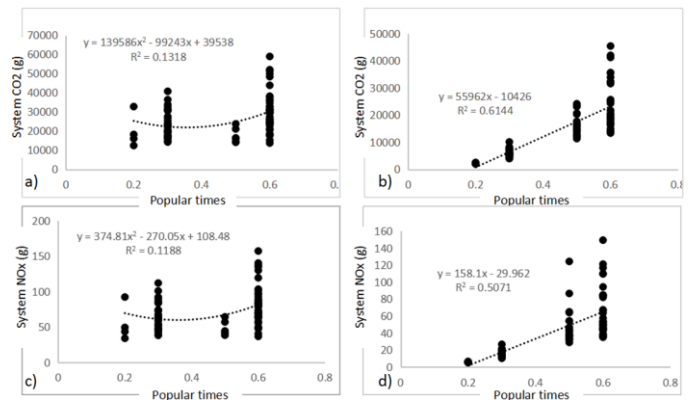 y = 139586x² - 99243x + 39538
R² = 0.1318
System CO2 (g)
70000
60000
50000
40000
30000
20000
10000
0
0
0.2
0.4
0.6
0.8
a)
Popular times
y = 55962x - 10426
R² = 0.6144
System CO2 (g)
50000
40000
30000
20000
10000
0
0
0.2
0.4
0.6
0.8
b)
Popular times
y = 374.81x² - 270.05x + 108.48
R² = 0.1188
System NOx (g)
200
150
100
50
0
0.0
0.2
0.4
0.6
0.8
c)
Popular times
y = 158.1x - 29.962
R² = 0.5071
System NOx (g)
160
140
120
100
80
60
40
20
0
0
0.2
0.4
0.6
0.8
d)
Popular times